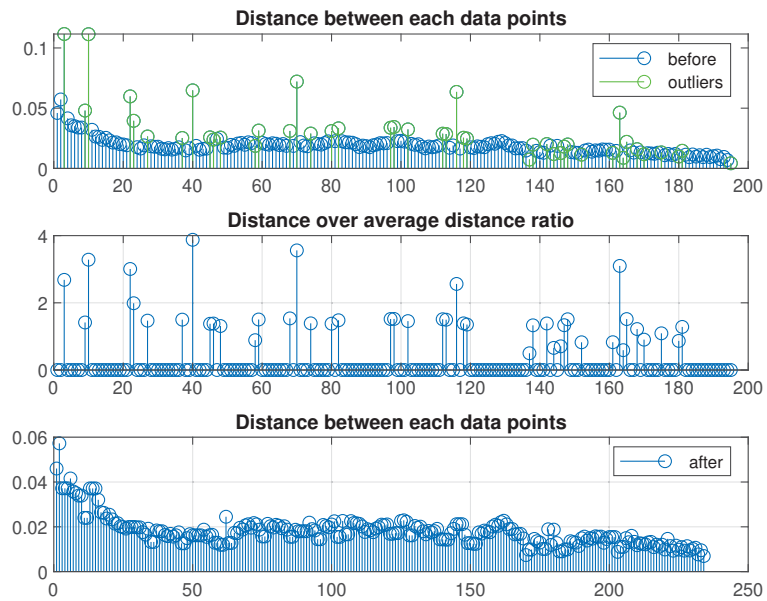 Distance between each data points
0.1
0.05
0
before
outliers
0 20 40 60 80 100 120 140 160 180 200
Distance over average distance ratio
4
2
0
0 20 40 60 80 100 120 140 160 180 200
Distance between each data points
0.06
0.04
0.02
0
after
0 50 100 150 200 250